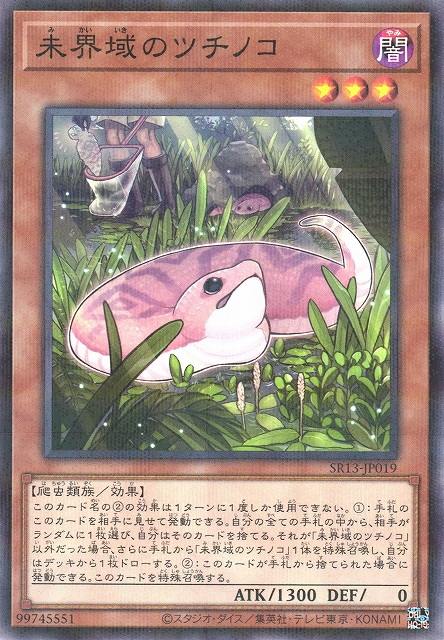 未界域のツチノコ
闇
SR13-JP019
【爬虫類族/効果】
このカード名の②の効果は1ターンに1度しか使用できない。①:手札の
このカードを相手に見せて発動できる。自分の全ての手札の中から、相手が
ランダムに1枚選び、自分はそのカードを捨てる。それが「未界域のツチノコ」
以外だった場合、さらに手札から「未界域のツチノコ」1体を特殊召喚し、自分
はデッキから1枚ドローする。②:このカードが手札から捨てられた場合に
発動できる。このカードを特殊召喚する。
ATK/1300 DEF/ 0
99745551 ©スタジオ・ダイス/集英社・テレビ東京・KONAMI